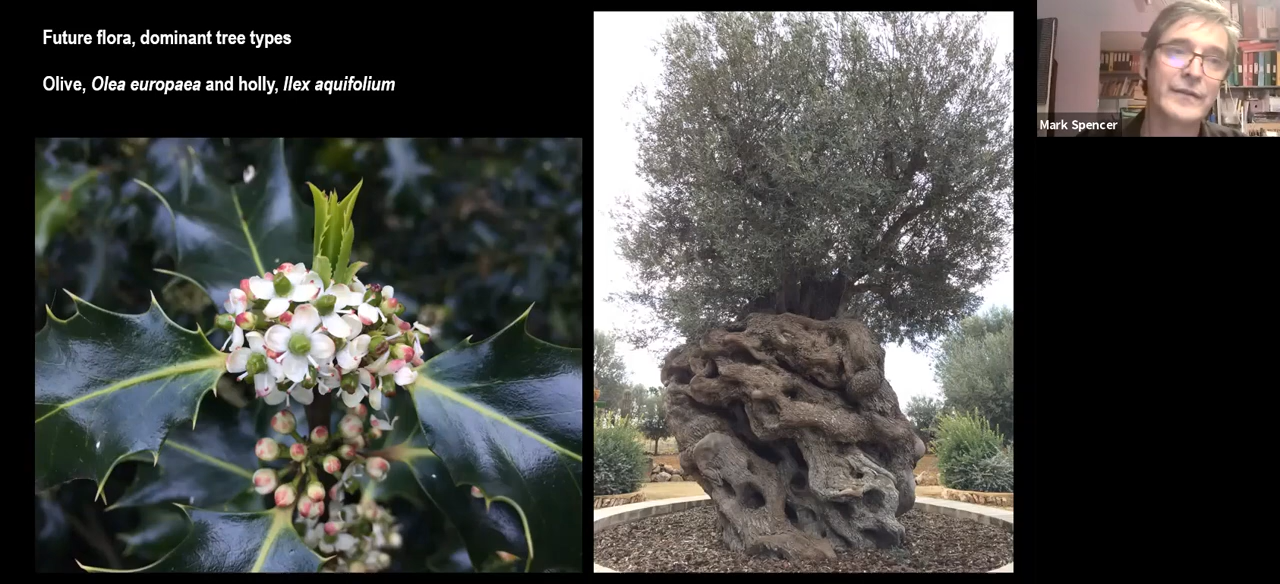 Future flora, dominant tree types
Olive, Olea europaea and holly, Ilex aquifolium
Mark Spencer